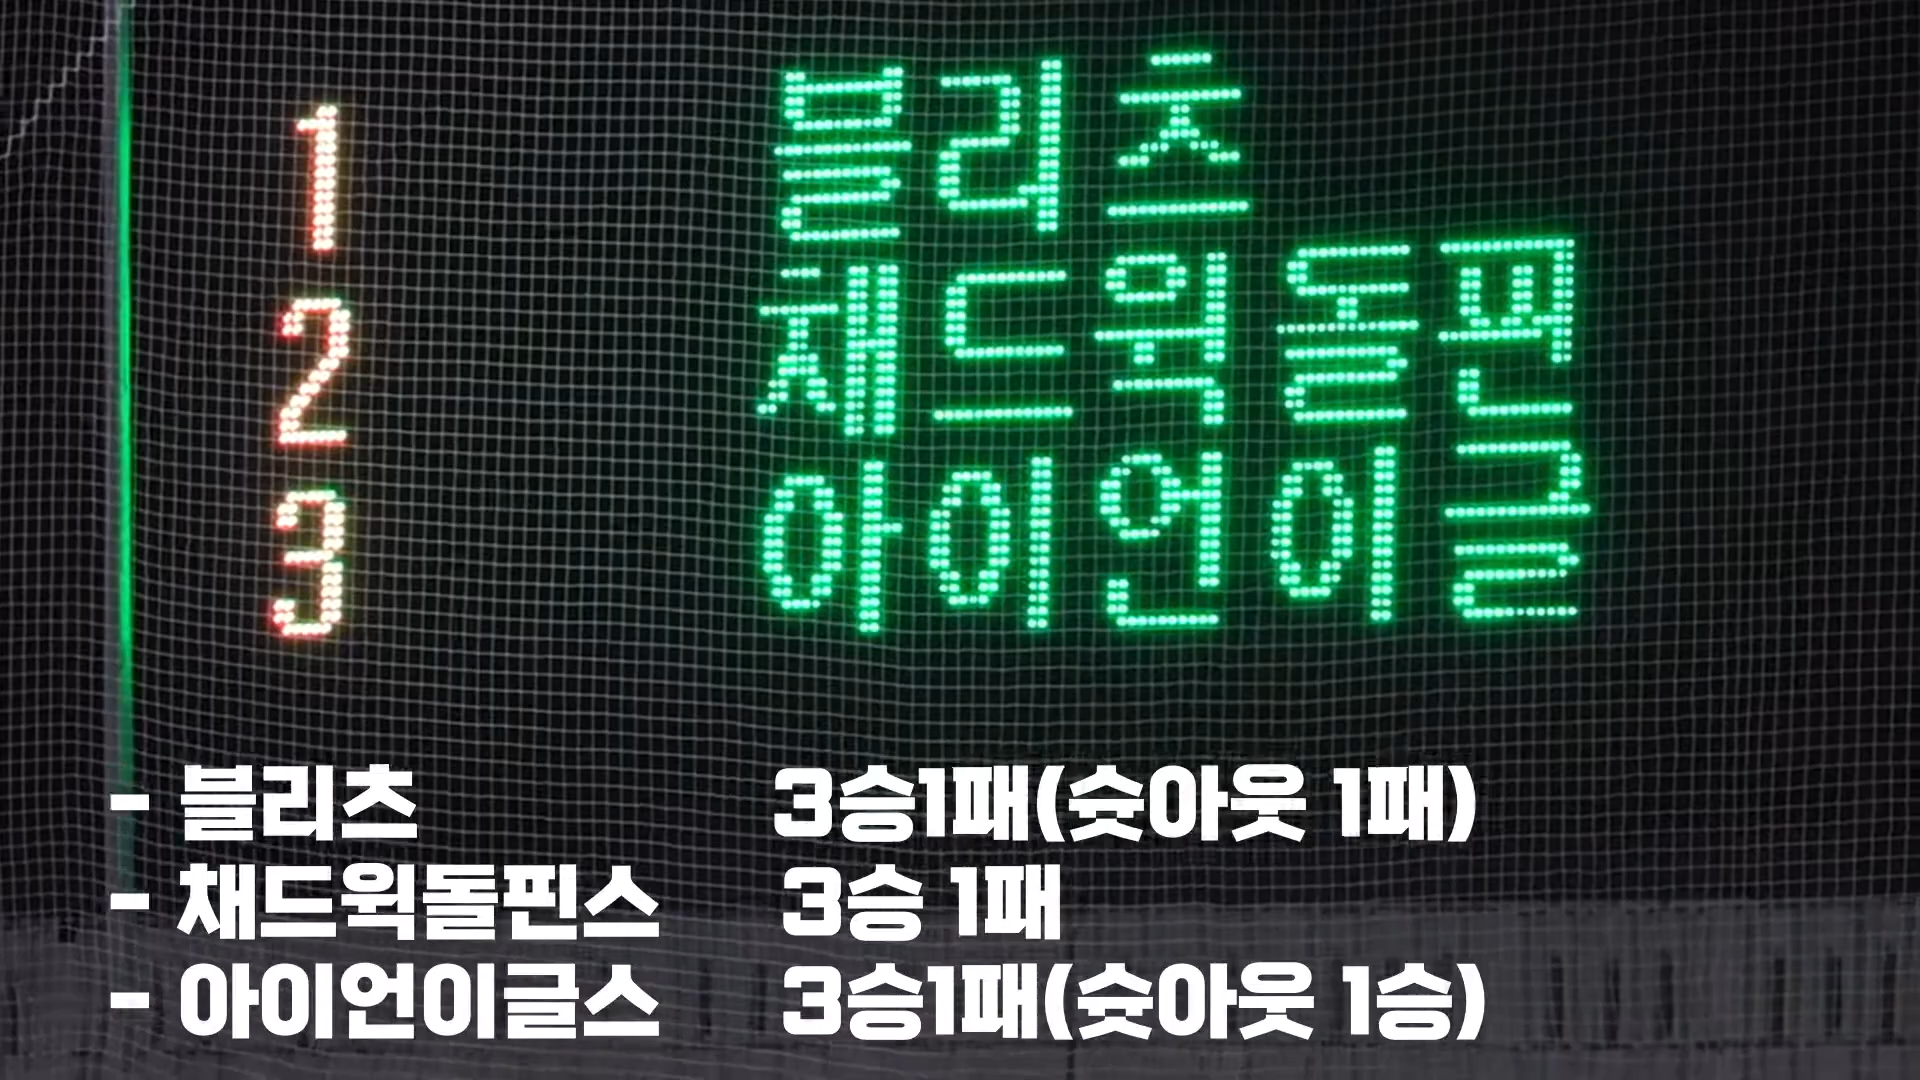 1 블리츠
2 채드윅돌핀
3 아이언이글
- 블리츠 3승1패(슛아웃 1패)
- 채드윅돌핀스 3승 1패
- 아이언이글스 3승1패(슛아웃 1승)